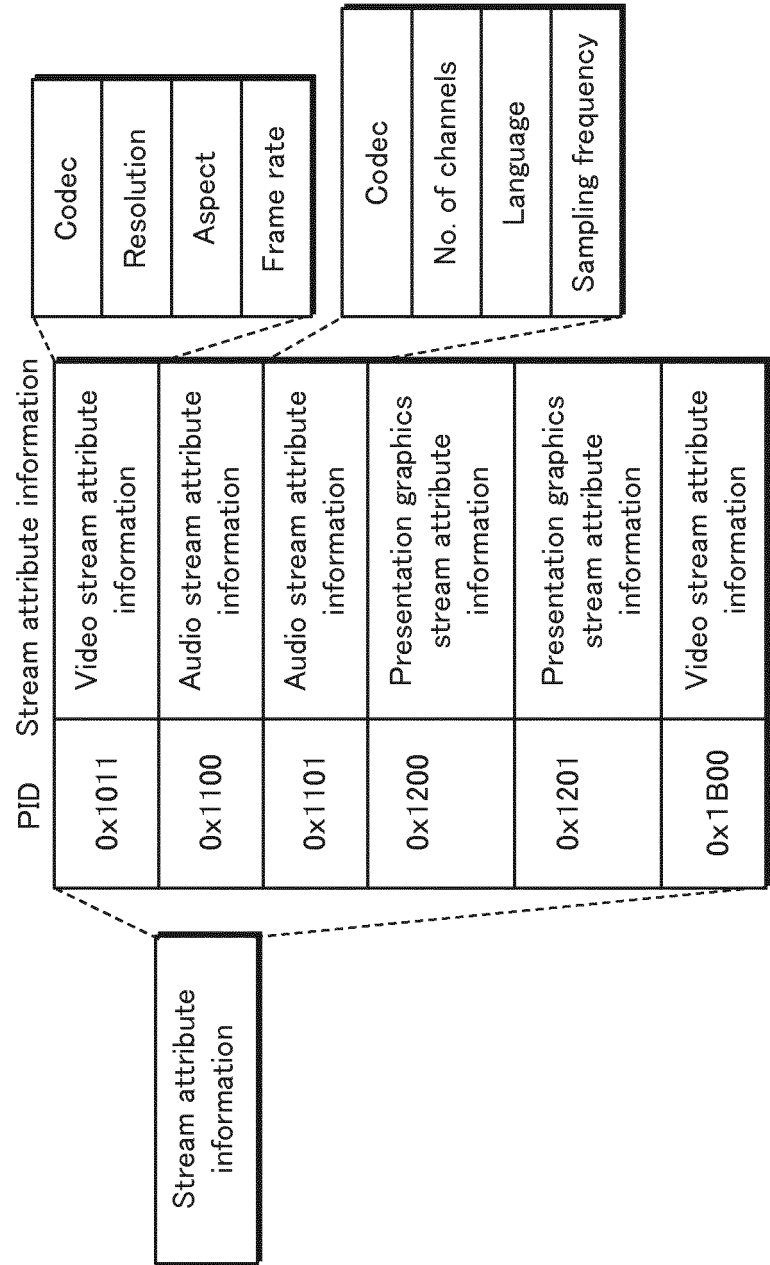 Stream attribute
information
PID
Stream attribute information
0x1011
Video stream attribute
information
0x1100
Audio stream attribute
information
0x1101
Audio stream attribute
information
0x1200
Presentation graphics
stream attribute
information
0x1201
Presentation graphics
stream attribute
information
0x1B00
Video stream attribute
information
Codec
Resolution
Aspect
Frame rate
Codec
No. of channels
Language
Sampling frequency